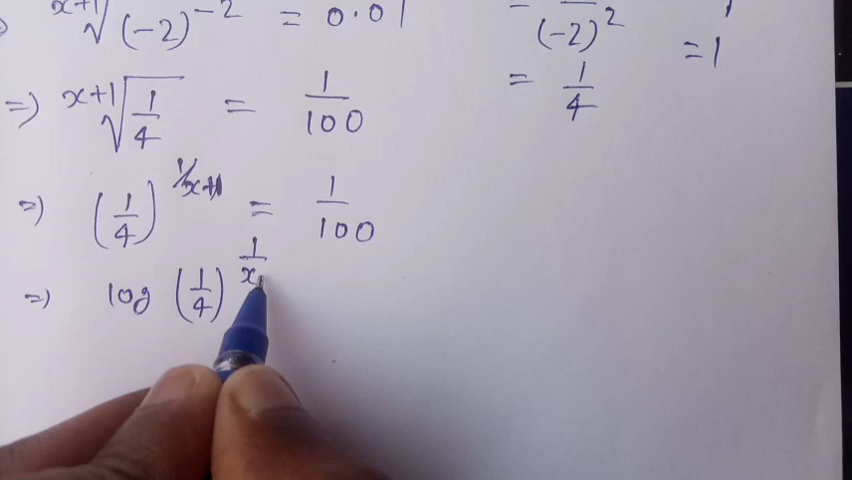 ˣ⁺¹√(-2)⁻² = 0.01
=> ˣ⁺¹√(1/4) = 1/100
=> (1/4)^(1/x+1) = 1/100
=> log (1/4)^(1/x
(-2)²
= 1/4
= 1